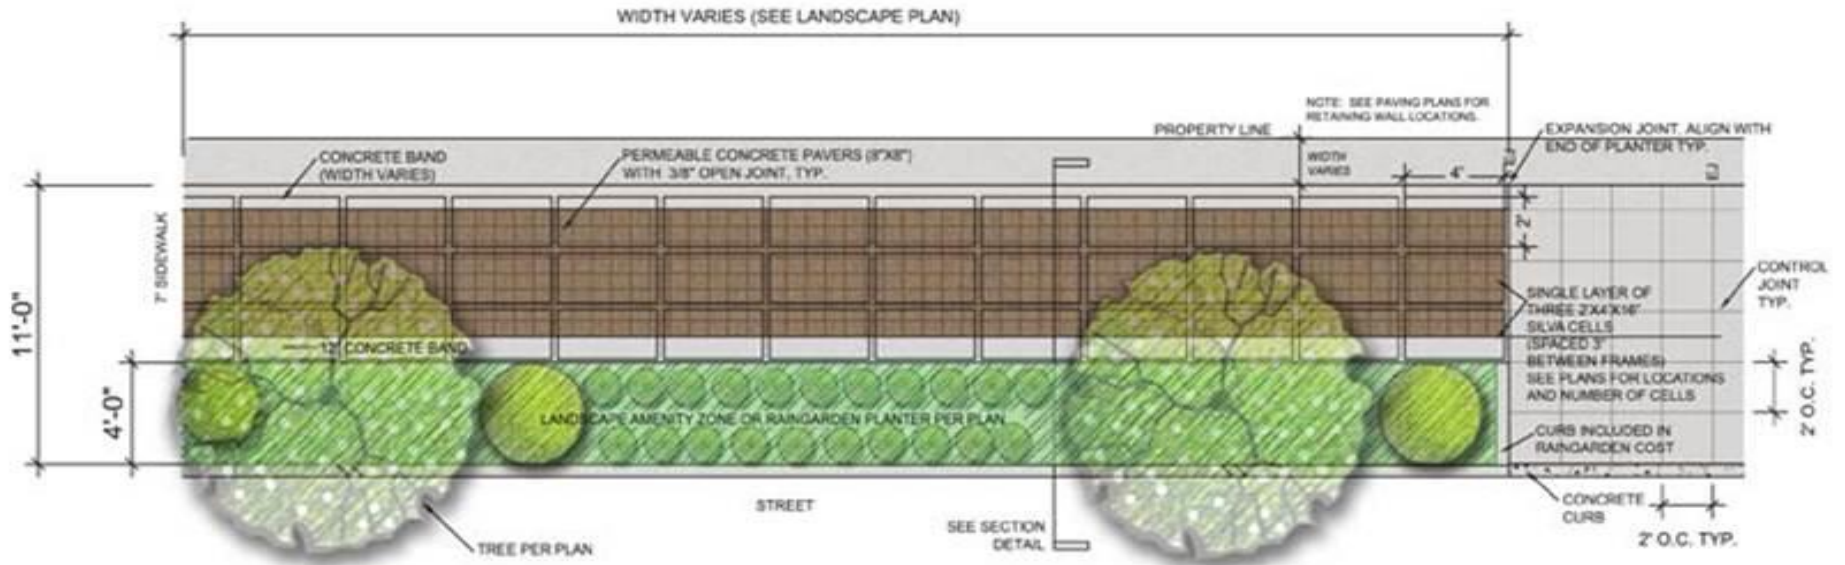 WIDTH VARIES (SEE LANDSCAPE PLAN)
NOTE: SEE PAVING PLANS FOR
RETAINING WALL LOCATIONS.
PROPERTY LINE
EXPANSION JOINT, ALIGN WITH
END OF PLANTER TYP.
CONCRETE BAND
(WIDTH VARIES)
PERMEABLE CONCRETE PAVERS (8"X8")
WITH 3/8" OPEN JOINT, TYP.
WIDTH
VARIES
4'
EJ
EJ
2'
7' SIDEWALK
11'-0"
CONTROL
JOINT
TYP.
SINGLE LAYER OF
THREE 2'X4'X16"
SILVA CELLS
(SPACED 3"
BETWEEN FRAMES)
SEE PLANS FOR LOCATIONS
AND NUMBER OF CELLS
12" CONCRETE BAND
4'-0"
2' O.C. TYP.
LANDSCAPE AMENITY ZONE OR RAINGARDEN PLANTER PER PLAN
CURB INCLUDED IN
RAINGARDEN COST
STREET
CONCRETE
CURB
SEE SECTION
DETAIL
TREE PER PLAN
2' O.C. TYP.